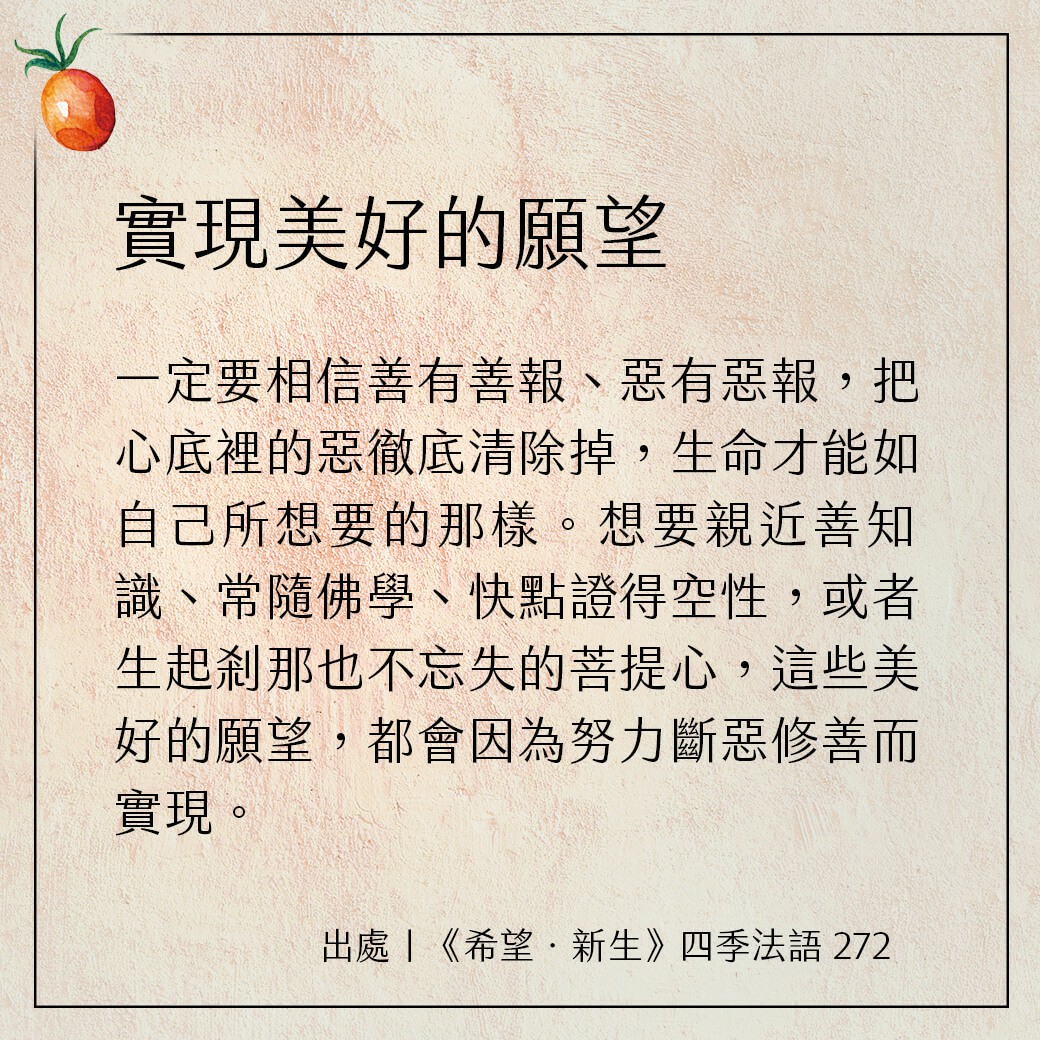 實現美好的願望
一定要相信善有善報、惡有惡報，把
心底裡的惡徹底清除掉，生命才能如
自己所想要的那樣。想要親近善知
識、常隨佛學、快點證得空性，或者
生起剎那也不忘失的菩提心，這些美
好的願望，都會因為努力斷惡修善而
實現。
出處｜《希望．新生》四季法語 272